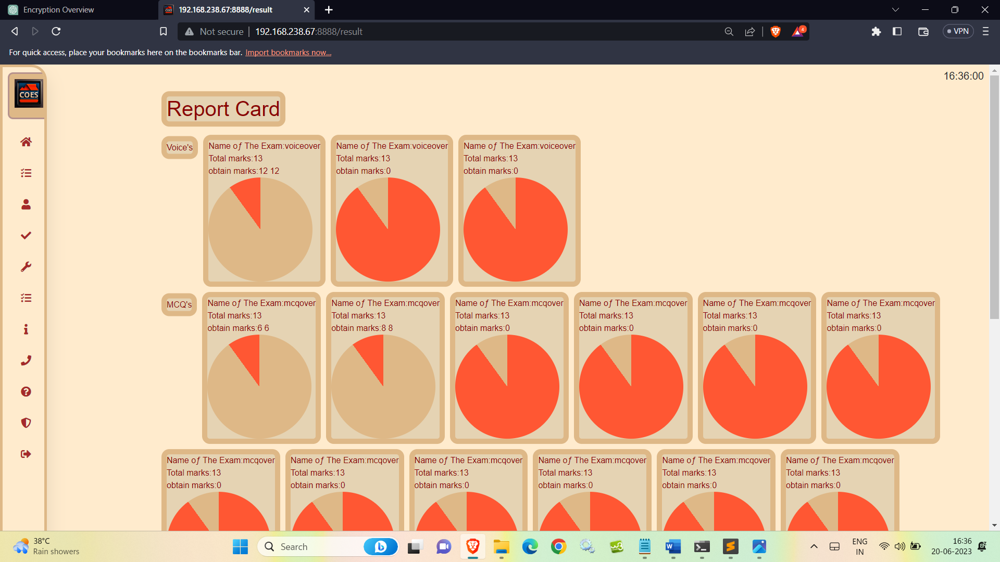 Encryption Overview
192.168.238.67:8888/result
Not secure
192.168.238.67:8888/result
4
VPN
For quick access, place your bookmarks here on the bookmarks bar. Import bookmarks now...
16:36:00
COES
Report Card
Voice's
Name of The Exam:voiceover
Total marks:13
obtain marks:12 12
Name of The Exam:voiceover
Total marks:13
obtain marks:0
Name of The Exam:voiceover
Total marks:13
obtain marks:0
MCQ's
Name of The Exam:mcqover
Total marks:13
obtain marks:6 6
Name of The Exam:mcqover
Total marks:13
obtain marks:8 8
Name of The Exam:mcqover
Total marks:13
obtain marks:0
Name of The Exam:mcqover
Total marks:13
obtain marks:0
Name of The Exam:mcqover
Total marks:13
obtain marks:0
Name of The Exam:mcqover
Total marks:13
obtain marks:0
Name of The Exam:mcqover
Total marks:13
obtain marks:0
Name of The Exam:mcqover
Total marks:13
obtain marks:0
Name of The Exam:mcqover
Total marks:13
obtain marks:0
Name of The Exam:mcqover
Total marks:13
obtain marks:0
Name of The Exam:mcqover
Total marks:13
obtain marks:0
Name of The Exam:mcqover
Total marks:13
obtain marks:0
38°C
Rain showers
Search
ENG
IN
16:36
20-06-2023